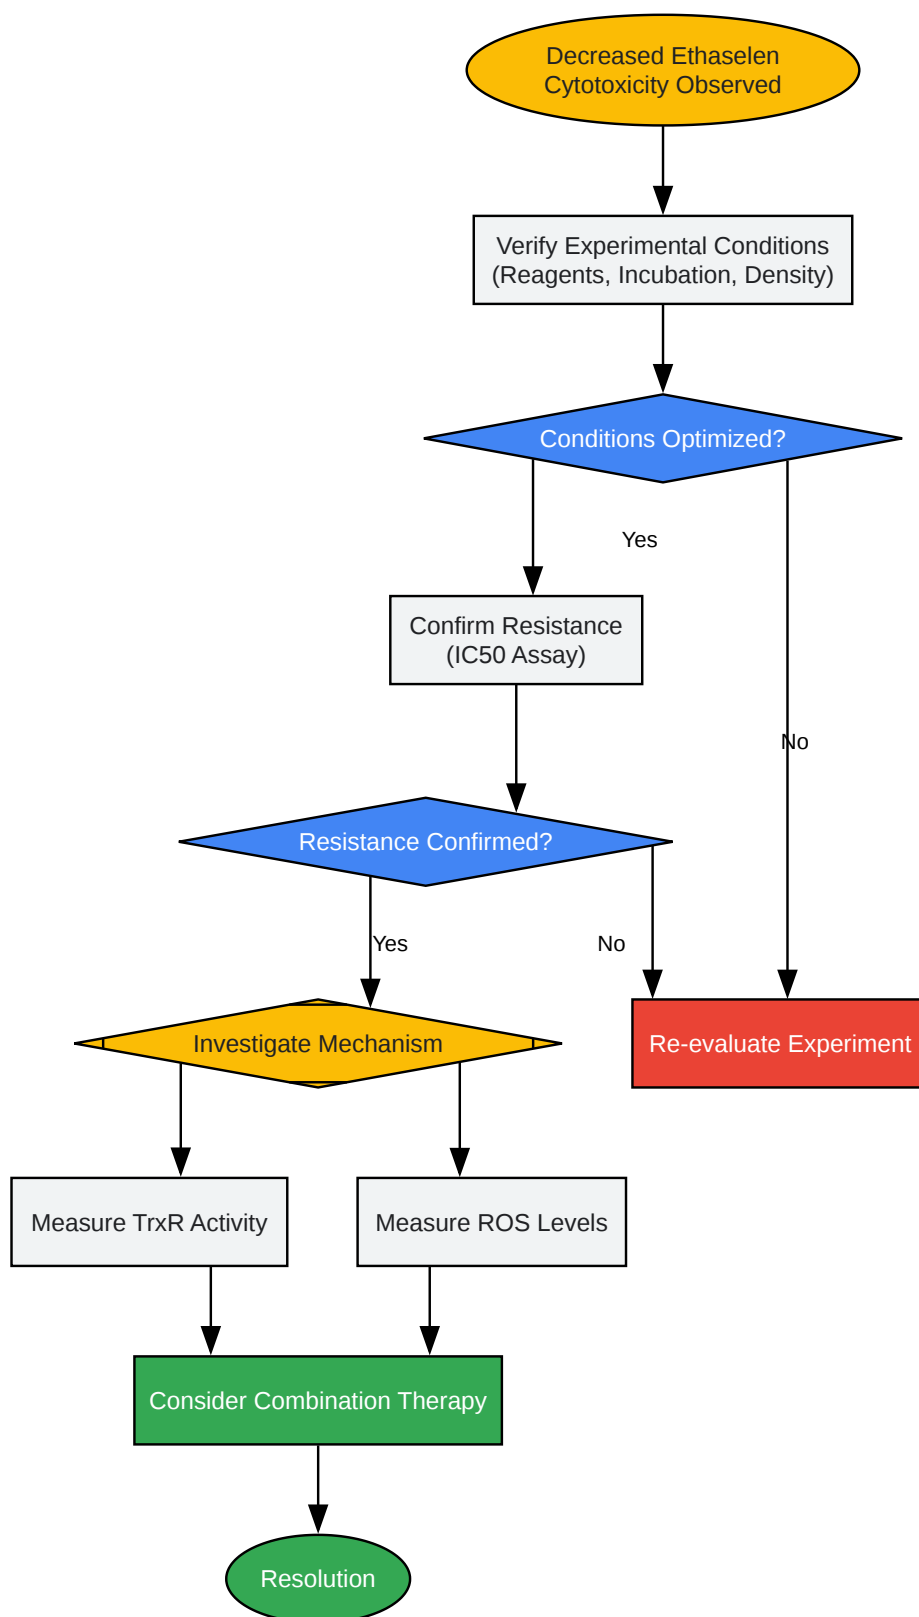 Decreased Ethaselen
Cytotoxicity Observed
Verify Experimental Conditions
(Reagents, Incubation, Density)
Conditions Optimized?
Yes
Confirm Resistance
(IC50 Assay)
No
Resistance Confirmed?
Yes
No
Investigate Mechanism
Re-evaluate Experiment
Measure TrxR Activity
Measure ROS Levels
Consider Combination Therapy
Resolution